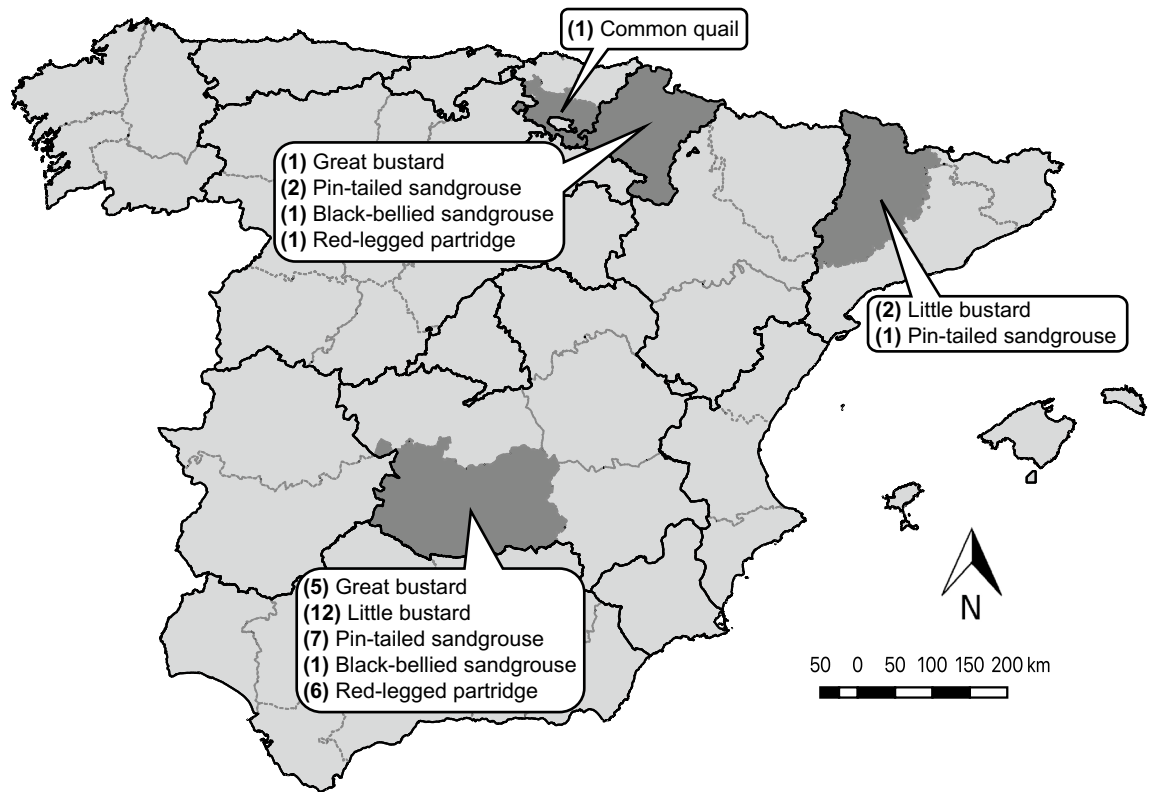 (1) Common quail
(1) Great bustard
(2) Pin-tailed sandgrouse
(1) Black-bellied sandgrouse
(1) Red-legged partridge
(2) Little bustard
(1) Pin-tailed sandgrouse
(5) Great bustard
(12) Little bustard
(7) Pin-tailed sandgrouse
(1) Black-bellied sandgrouse
(6) Red-legged partridge
N
50 0 50 100 150 200 km